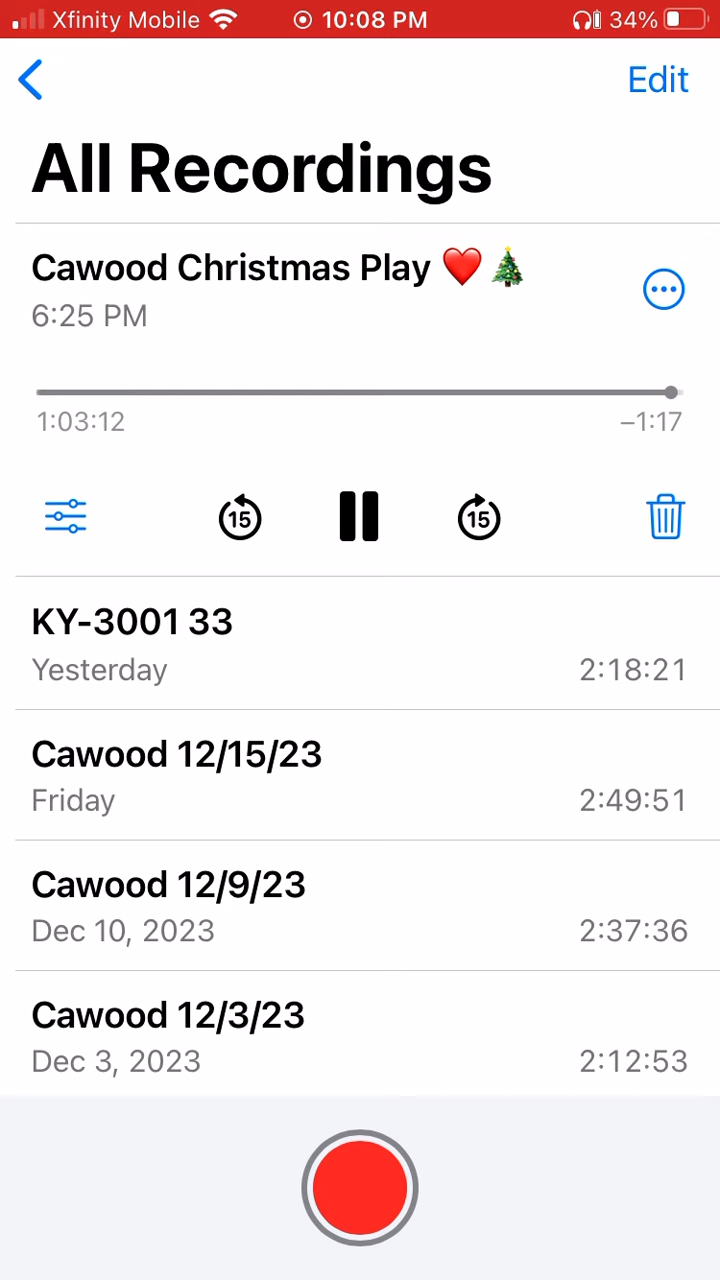 Xfinity Mobile 10:08 PM 34%
Edit
All Recordings
Cawood Christmas Play ❤️ 🎄
6:25 PM
1:03:12 –1:17
15 15
KY-3001 33
Yesterday 2:18:21
Cawood 12/15/23
Friday 2:49:51
Cawood 12/9/23
Dec 10, 2023 2:37:36
Cawood 12/3/23
Dec 3, 2023 2:12:53